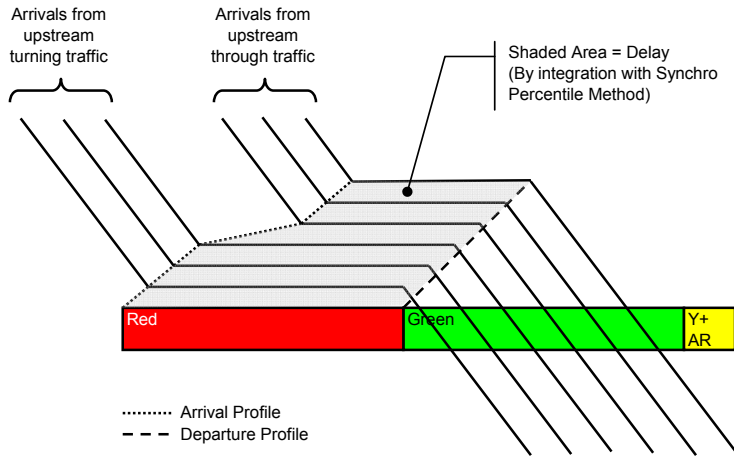 Arrivals from
upstream
turning traffic
Arrivals from
upstream
through traffic
Shaded Area = Delay
(By integration with Synchro
Percentile Method)
Red
Green
Y+
AR
Arrival Profile
Departure Profile